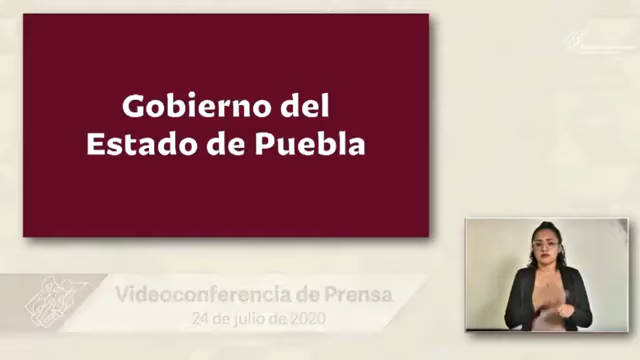 Gobierno del
Estado de Puebla
Videoconferencia de Prensa
24 de julio de 2020